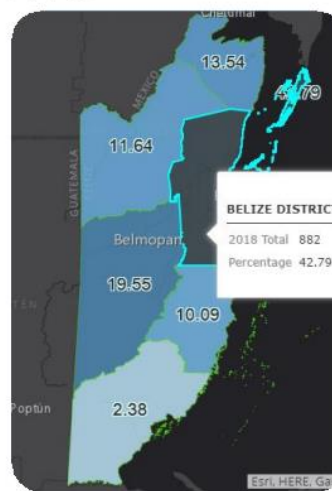 Chetumal
13.54
42.79
MEXICO
11.64
GUATEMALA
BELIZE DISTRICT
2018 Total 882
Percentage 42.79
Belmopan
19.55
10.09
2.38
Poptún
Esri, HERE, Ga